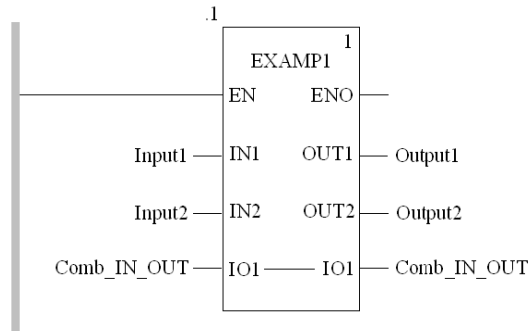 .1
1
EXAMP1
EN ENO
Input1 IN1 OUT1 Output1
Input2 IN2 OUT2 Output2
Comb_IN_OUT IO1 IO1 Comb_IN_OUT